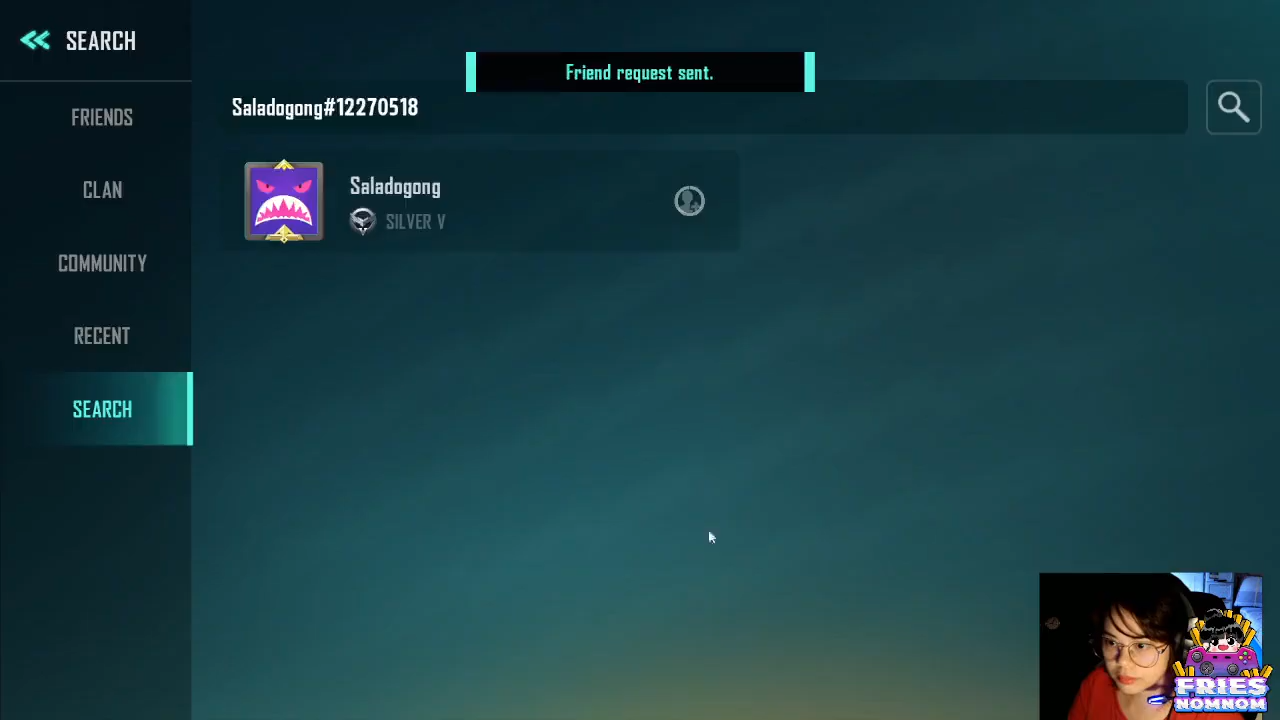 SEARCH
Friend request sent.
Saladogong#12270518
FRIENDS
Saladogong
SILVER V
CLAN
COMMUNITY
RECENT
SEARCH
FRIES
NOMNOM